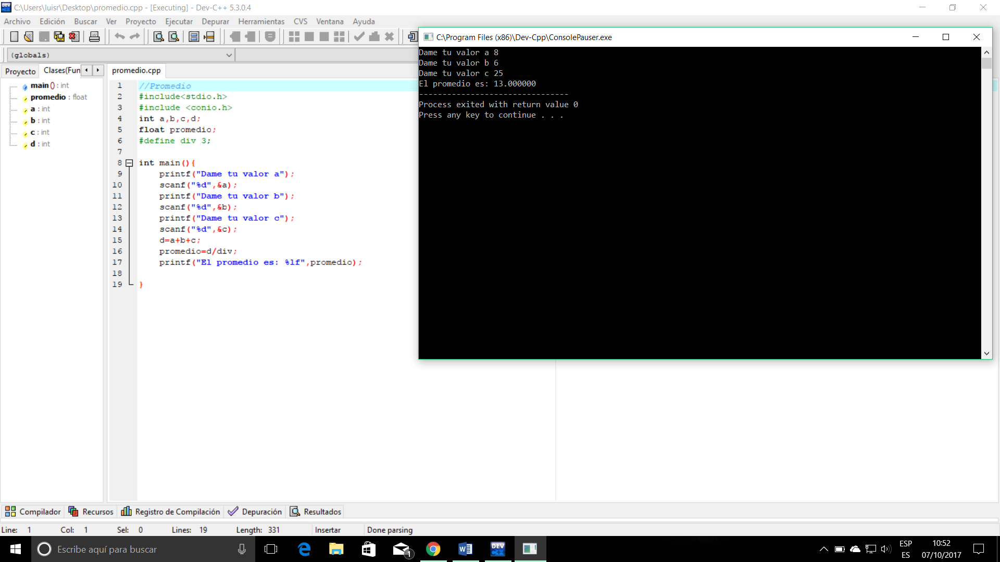 C:\Users\luisr\Desktop\promedio.cpp - [Executing] - Dev-C++ 5.3.0.4
Archivo Edición Buscar Ver Proyecto Ejecutar Depurar Herramientas CVS Ventana Ayuda
(globals)
Proyecto Clases(Fun
main () : int
promedio : float
a : int
b : int
c : int
d : int
promedio.cpp
1 //Promedio
2 #include<stdio.h>
3 #include <conio.h>
4 int a,b,c,d;
5 float promedio;
6 #define div 3;
7
8 int main(){
9 printf("Dame tu valor a");
10 scanf("%d",&a);
11 printf("Dame tu valor b");
12 scanf("%d",&b);
13 printf("Dame tu valor c");
14 scanf("%d",&c);
15 d=a+b+c;
16 promedio=d/div;
17 printf("El promedio es: %lf",promedio);
18
19 }
C:\Program Files (x86)\Dev-Cpp\ConsolePauser.exe
Dame tu valor a 8
Dame tu valor b 6
Dame tu valor c 25
El promedio es: 13.000000
--------------------------------
Process exited with return value 0
Press any key to continue . . .
Compilador Recursos Registro de Compilación Depuración Resultados
Line: 1 Col: 1 Sel: 0 Lines: 19 Length: 331 Insertar Done parsing
Escribe aquí para buscar
1
DEV
C++
ESP
ES
10:52
07/10/2017